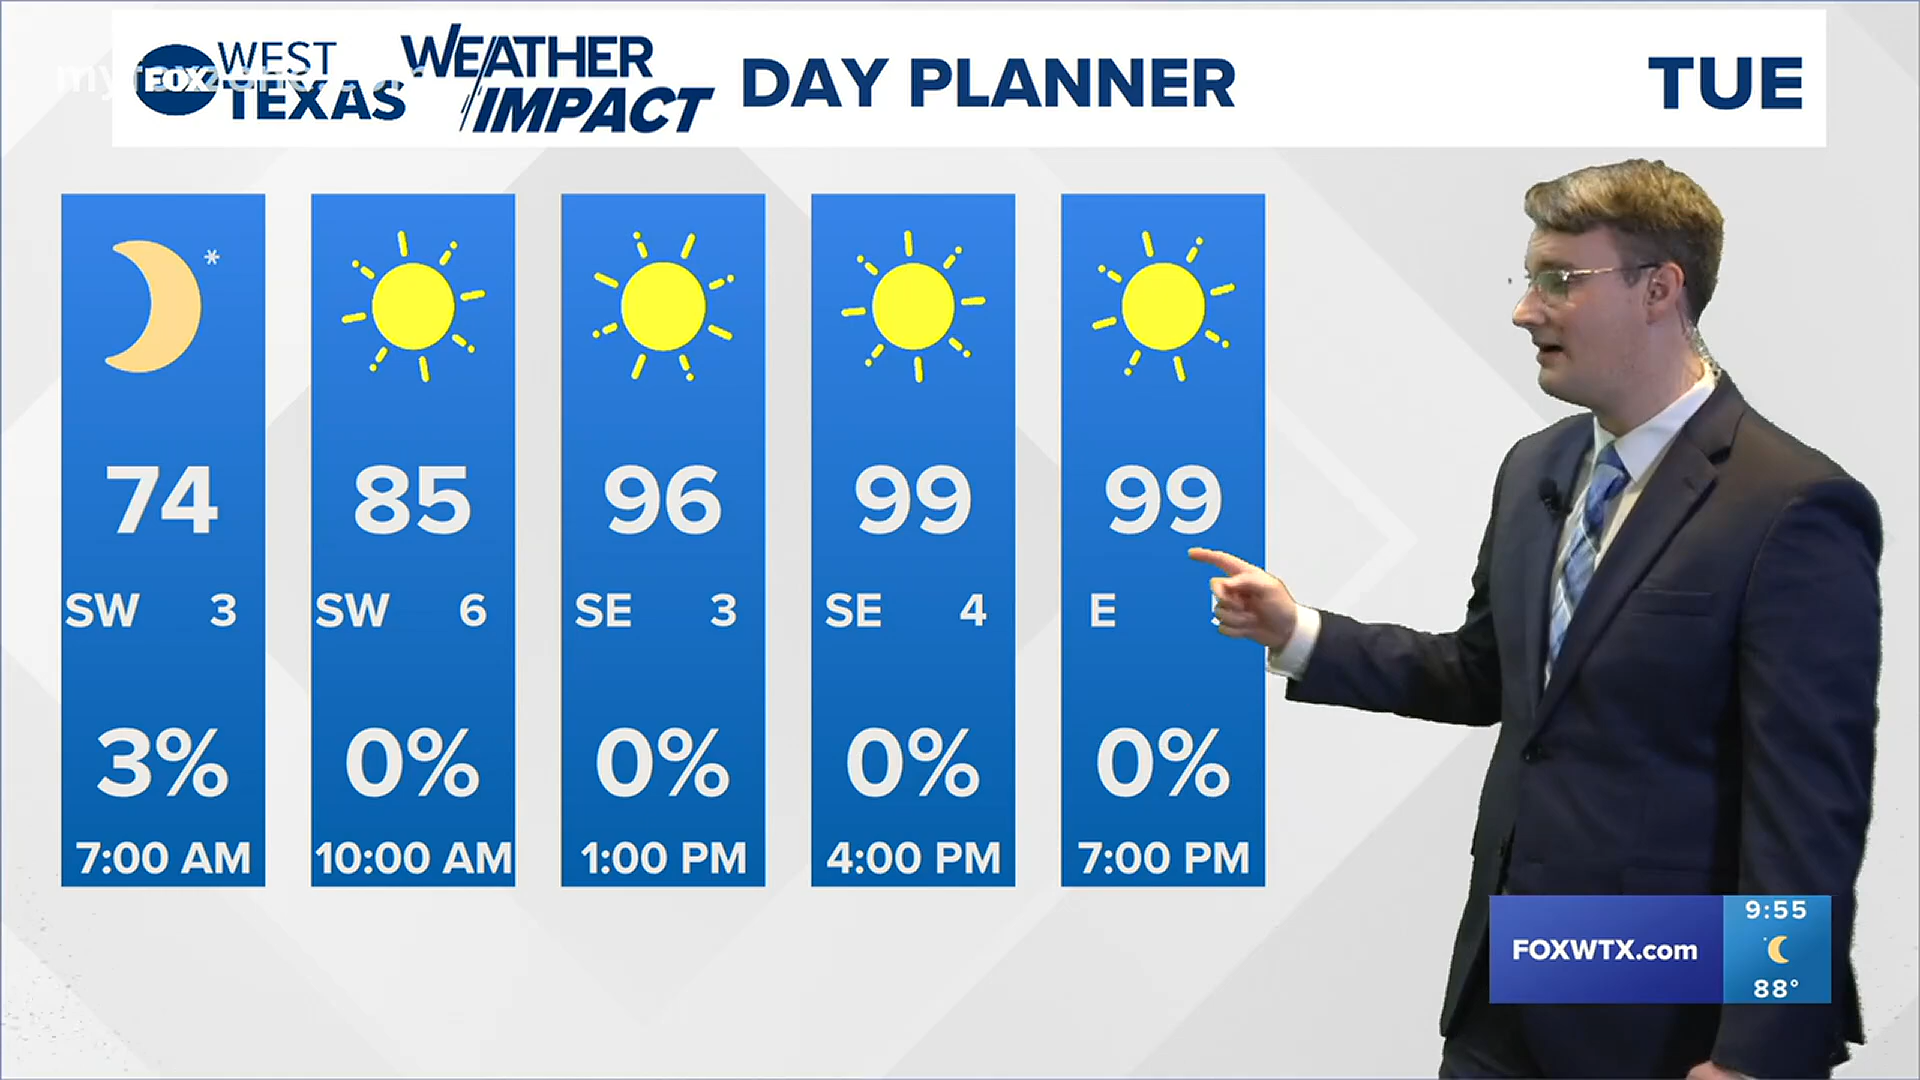 FOX WEST TEXAS
WEATHER IMPACT
DAY PLANNER
TUE
74
85
96
99
99
SW 3
SW 6
SE 3
SE 4
E
3%
0%
0%
0%
0%
7:00 AM
10:00 AM
1:00 PM
4:00 PM
7:00 PM
FOXWTX.com
9:55
88°